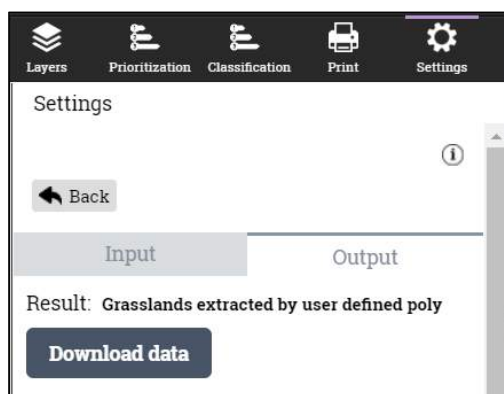 Layers Prioritization Classification Print Settings
Settings
Back
Input Output
Result: Grasslands extracted by user defined poly
Download data